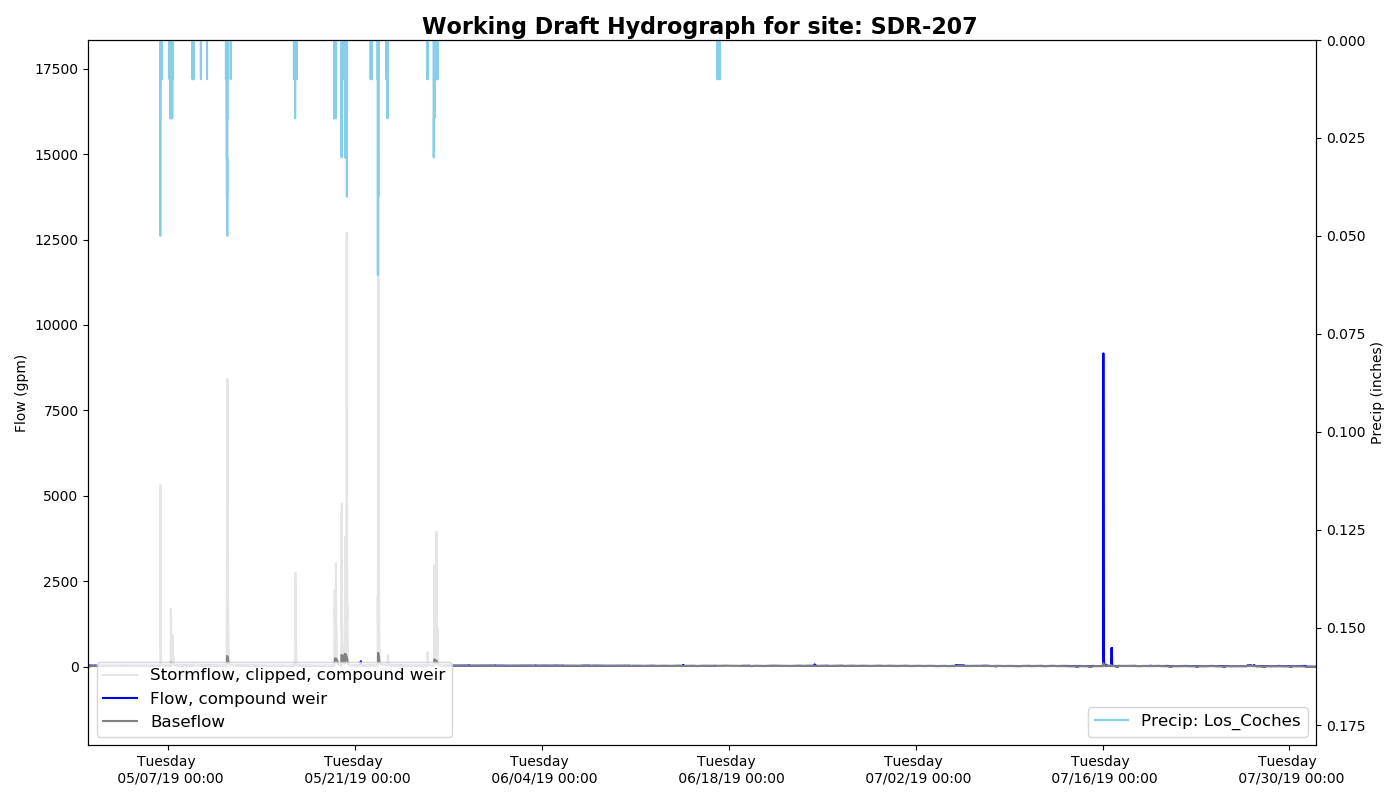 Working Draft Hydrograph for site: SDR-207
17500
15000
12500
10000
7500
5000
2500
0
Flow (gpm)
0.000
0.025
0.050
0.075
0.100
0.125
0.150
0.175
Precip (inches)
Stormflow, clipped, compound weir
Flow, compound weir
Baseflow
Precip: Los_Coches
Tuesday
05/07/19 00:00
Tuesday
05/21/19 00:00
Tuesday
06/04/19 00:00
Tuesday
06/18/19 00:00
Tuesday
07/02/19 00:00
Tuesday
07/16/19 00:00
Tuesday
07/30/19 00:00